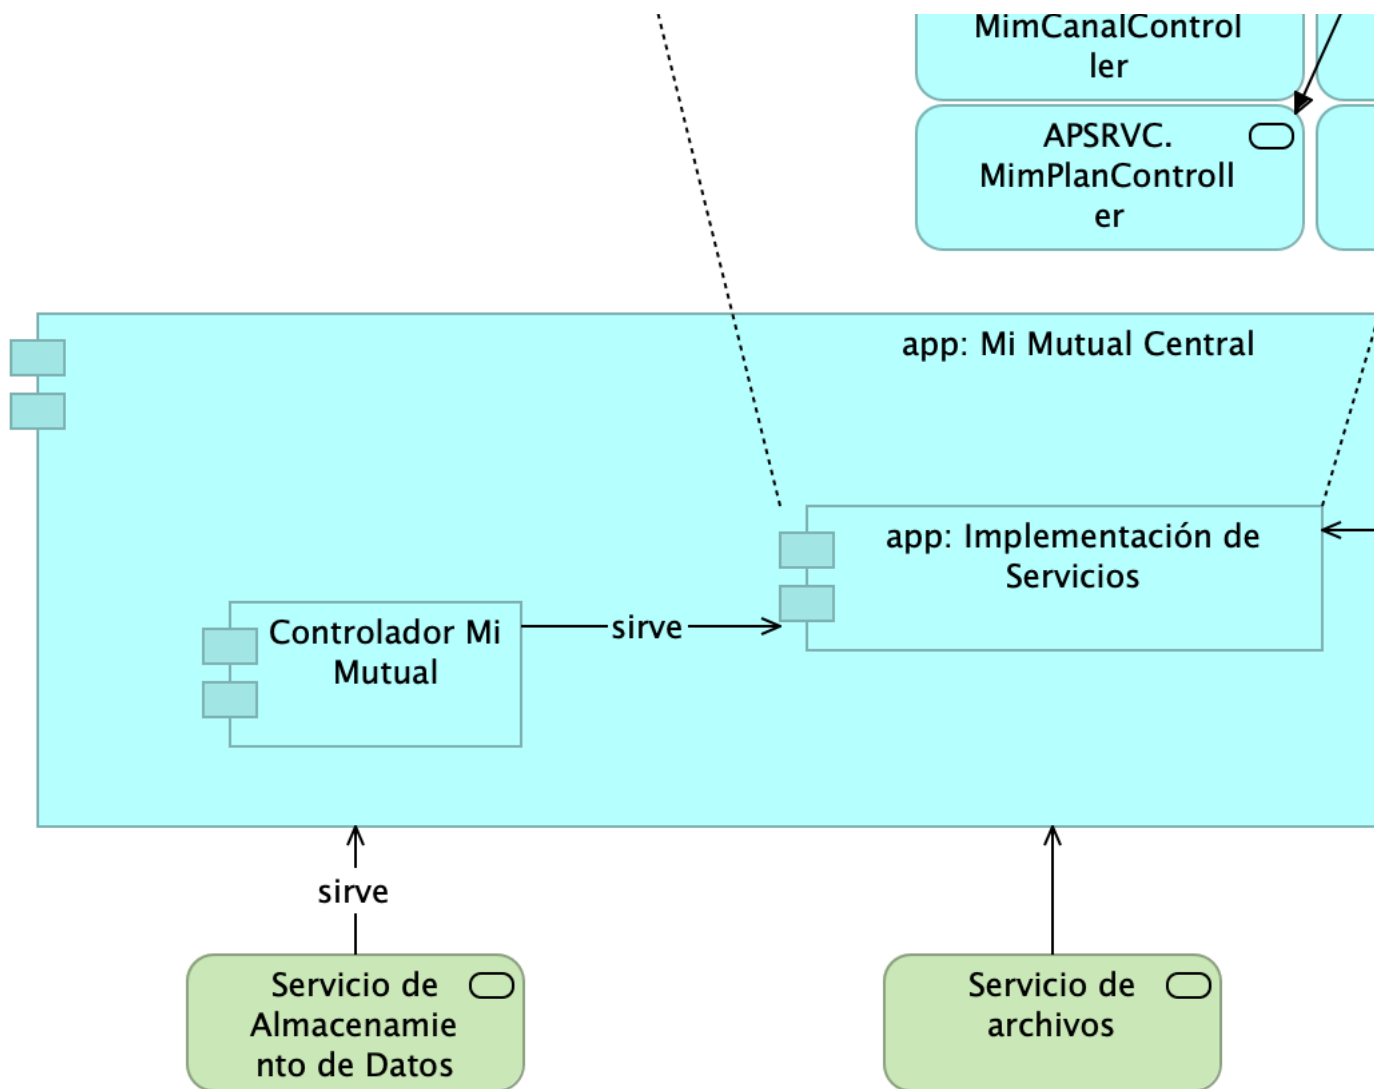 MimCanalControl
ler
APSRVC.
MimPlanControll
er
app: Mi Mutual Central
app: Implementación de
Servicios
Controlador Mi
Mutual
sirve
sirve
Servicio de
Almacenamie
nto de Datos
Servicio de
archivos